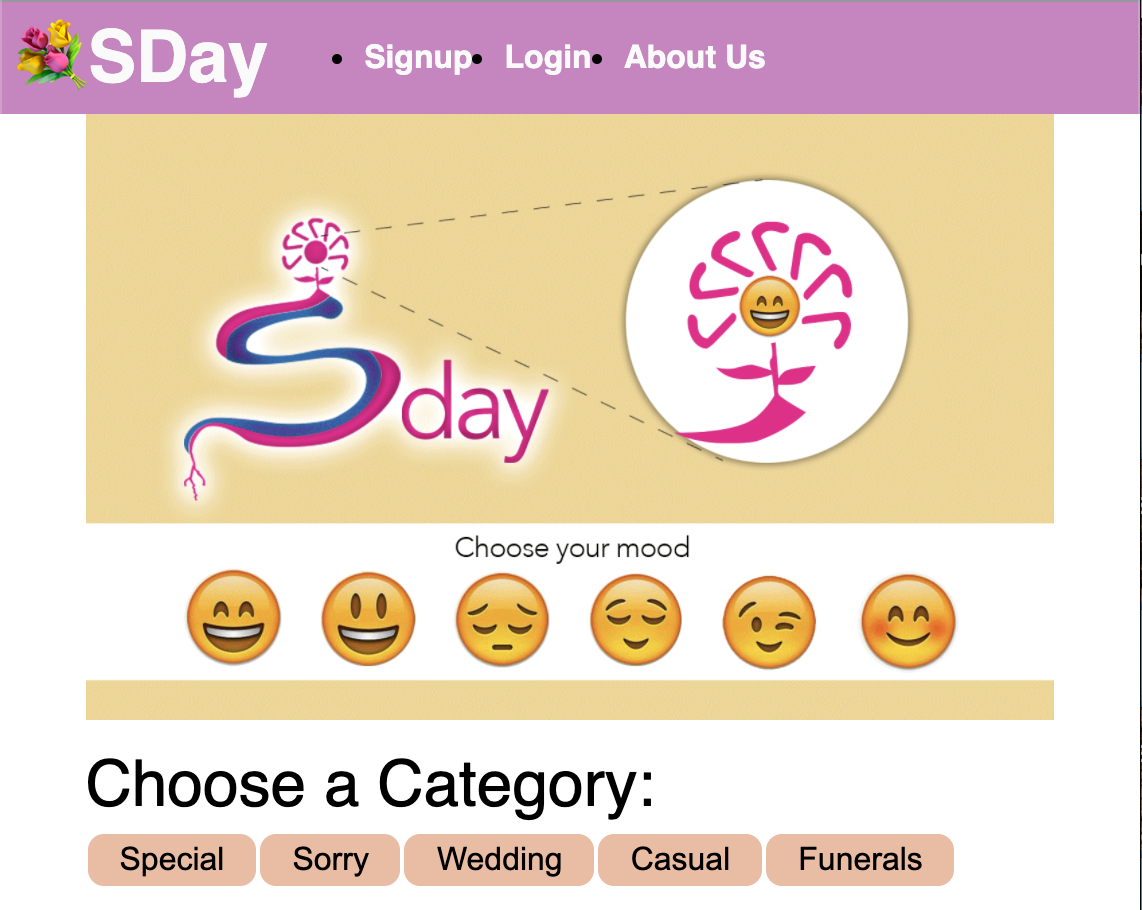 SDay
Signup Login About Us
Sday
Choose your mood
Choose a Category:
Special Sorry Wedding Casual Funerals